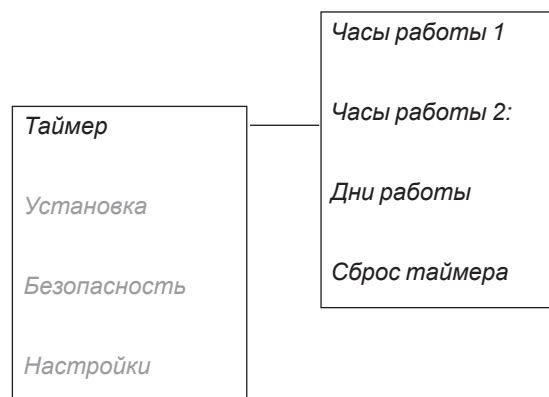 Часы работы 1
Часы работы 2:
Таймер
Дни работы
Установка
Сброс таймера
Безопасность
Настройки